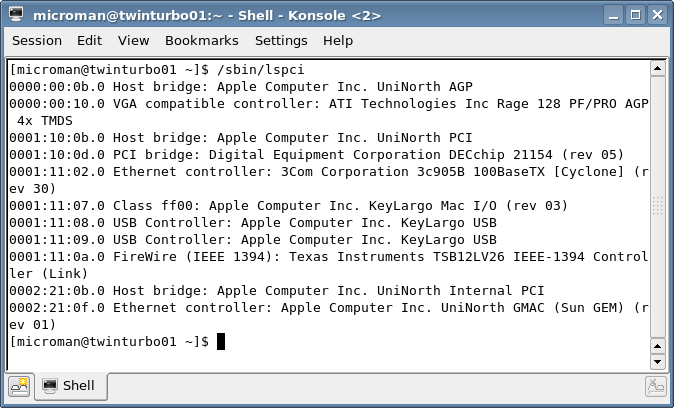 microman@twinturbo01:~ - Shell - Konsole <2>
Session Edit View Bookmarks Settings Help
[microman@twinturbo01 ~]$ /sbin/lspci
0000:00:0b.0 Host bridge: Apple Computer Inc. UniNorth AGP
0000:00:10.0 VGA compatible controller: ATI Technologies Inc Rage 128 PF/PRO AGP
 4x TMDS
0001:10:0b.0 Host bridge: Apple Computer Inc. UniNorth PCI
0001:10:0d.0 PCI bridge: Digital Equipment Corporation DECchip 21154 (rev 05)
0001:11:02.0 Ethernet controller: 3Com Corporation 3c905B 100BaseTX [Cyclone] (r
ev 30)
0001:11:07.0 Class ff00: Apple Computer Inc. KeyLargo Mac I/O (rev 03)
0001:11:08.0 USB Controller: Apple Computer Inc. KeyLargo USB
0001:11:09.0 USB Controller: Apple Computer Inc. KeyLargo USB
0001:11:0a.0 FireWire (IEEE 1394): Texas Instruments TSB12LV26 IEEE-1394 Control
ler (Link)
0002:21:0b.0 Host bridge: Apple Computer Inc. UniNorth Internal PCI
0002:21:0f.0 Ethernet controller: Apple Computer Inc. UniNorth GMAC (Sun GEM) (r
ev 01)
[microman@twinturbo01 ~]$
Shell